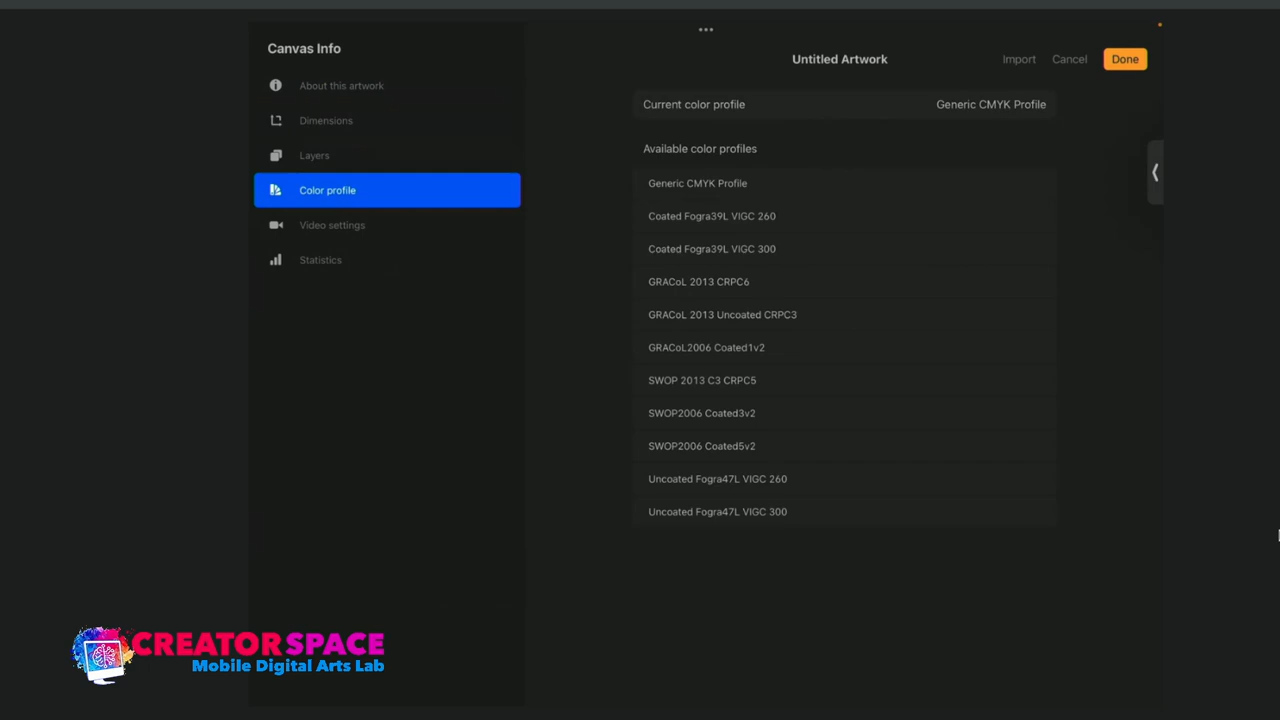 Canvas Info
About this artwork
Dimensions
Layers
Color profile
Video settings
Statistics
Untitled Artwork
Import
Cancel
Done
Current color profile
Generic CMYK Profile
Available color profiles
Generic CMYK Profile
Coated Fogra39L VIGC 260
Coated Fogra39L VIGC 300
GRACoL 2013 CRPC6
GRACoL 2013 Uncoated CRPC3
GRACoL2006 Coated1v2
SWOP 2013 C3 CRPC5
SWOP2006 Coated3v2
SWOP2006 Coated5v2
Uncoated Fogra47L VIGC 260
Uncoated Fogra47L VIGC 300
CREATORSPACE
Mobile Digital Arts Lab